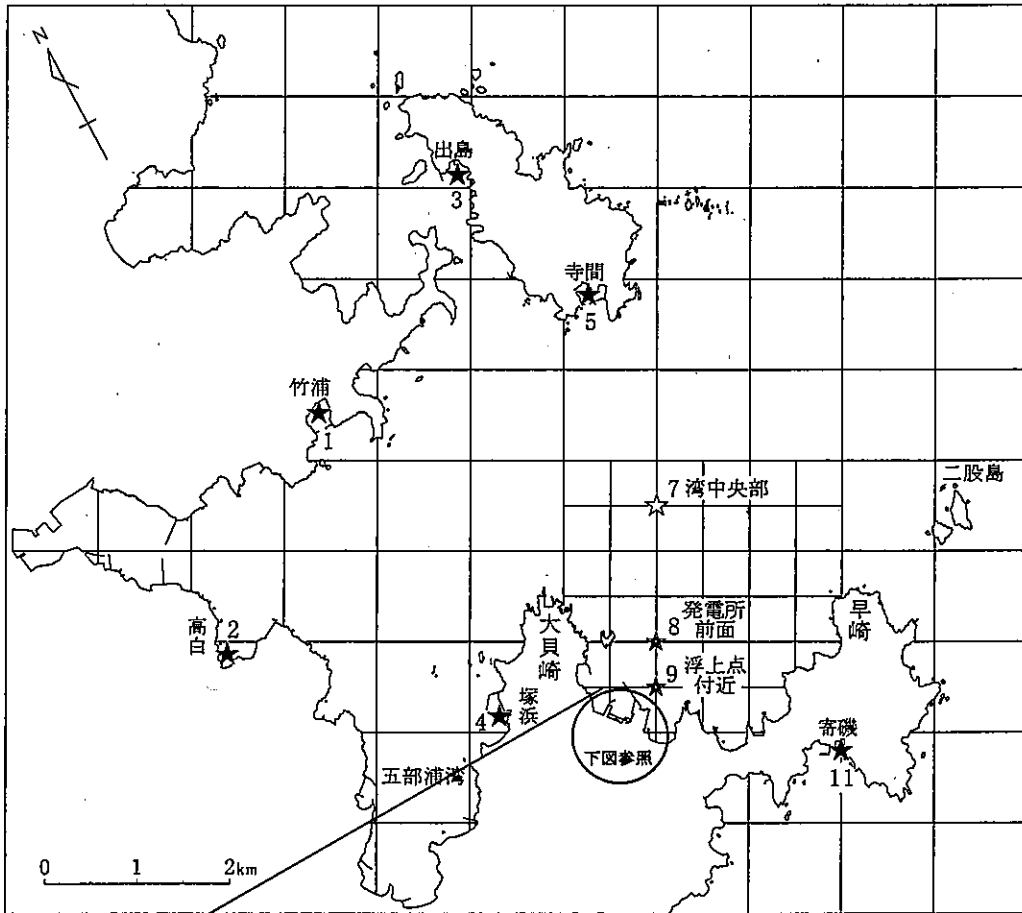 N
出島
3
寺間
5
竹浦
1
二股島
7 湾中央部
高白
2
大貝崎
8 発電所
前面
早崎
9 浮上点
付近
塚浜
4
寄磯
11
下図参照
五部浦湾
0 1 2km